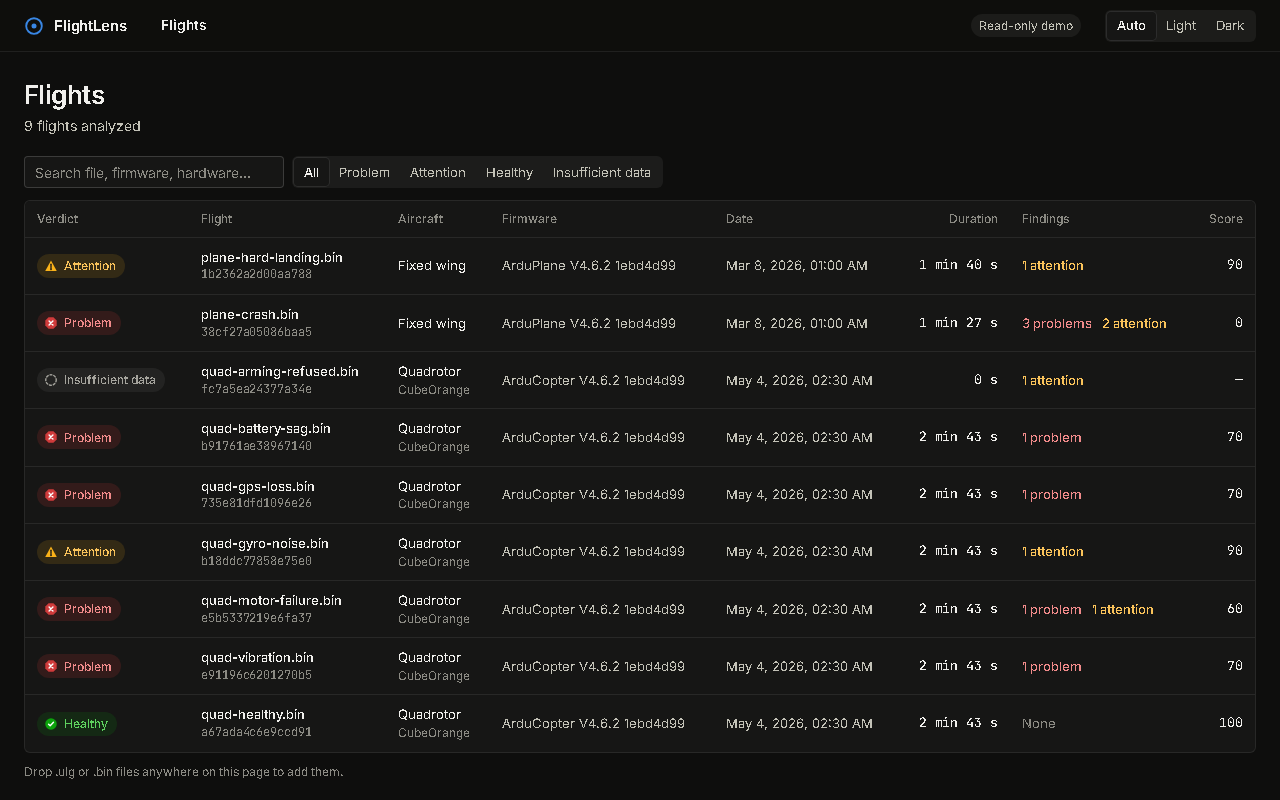 FlightLens Flights Read-only demo Auto Light Dark
Flights
9 flights analyzed
Search file, firmware, hardware... All Problem Attention Healthy Insufficient data
Verdict Flight Aircraft Firmware Date Duration Findings Score
Attention plane-hard-landing.bin Fixed wing ArduPlane V4.6.2 1ebd4d99 Mar 8, 2026, 01:00 AM 1 min 40 s 1 attention 90
1b2362a2d00aa788
Problem plane-crash.bin Fixed wing ArduPlane V4.6.2 1ebd4d99 Mar 8, 2026, 01:00 AM 1 min 27 s 3 problems 2 attention 0
38cf27a05086baa5
Insufficient data quad-arming-refused.bin Quadrotor ArduCopter V4.6.2 1ebd4d99 May 4, 2026, 02:30 AM 0 s 1 attention –
fc7a5ea24377a34e CubeOrange
Problem quad-battery-sag.bin Quadrotor ArduCopter V4.6.2 1ebd4d99 May 4, 2026, 02:30 AM 2 min 43 s 1 problem 70
b91761ae38967140 CubeOrange
Problem quad-gps-loss.bin Quadrotor ArduCopter V4.6.2 1ebd4d99 May 4, 2026, 02:30 AM 2 min 43 s 1 problem 70
735e81dfd1096e26 CubeOrange
Attention quad-gyro-noise.bin Quadrotor ArduCopter V4.6.2 1ebd4d99 May 4, 2026, 02:30 AM 2 min 43 s 1 attention 90
b18ddc77858e75e0 CubeOrange
Problem quad-motor-failure.bin Quadrotor ArduCopter V4.6.2 1ebd4d99 May 4, 2026, 02:30 AM 2 min 43 s 1 problem 1 attention 60
e5b5337219e6fa37 CubeOrange
Problem quad-vibration.bin Quadrotor ArduCopter V4.6.2 1ebd4d99 May 4, 2026, 02:30 AM 2 min 43 s 1 problem 70
e91196c6201270b5 CubeOrange
Healthy quad-healthy.bin Quadrotor ArduCopter V4.6.2 1ebd4d99 May 4, 2026, 02:30 AM 2 min 43 s None 100
a67ada4c6e9ccd91 CubeOrange
Drop .ulg or .bin files anywhere on this page to add them.